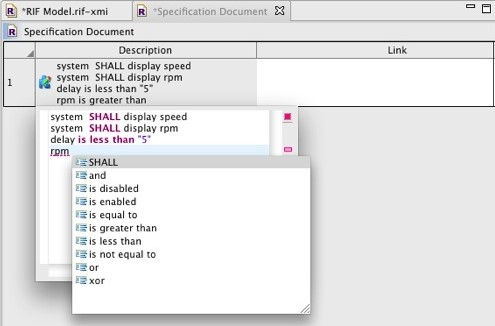 *RIF Model.rif-xmi
*Specification Document
R Specification Document
Description Link
1
system SHALL display speed
system SHALL display rpm
delay is less than "5"
rpm is greater than
system SHALL display speed
system SHALL display rpm
delay is less than "5"
rpm
SHALL
and
is disabled
is enabled
is equal to
is greater than
is less than
is not equal to
or
xor